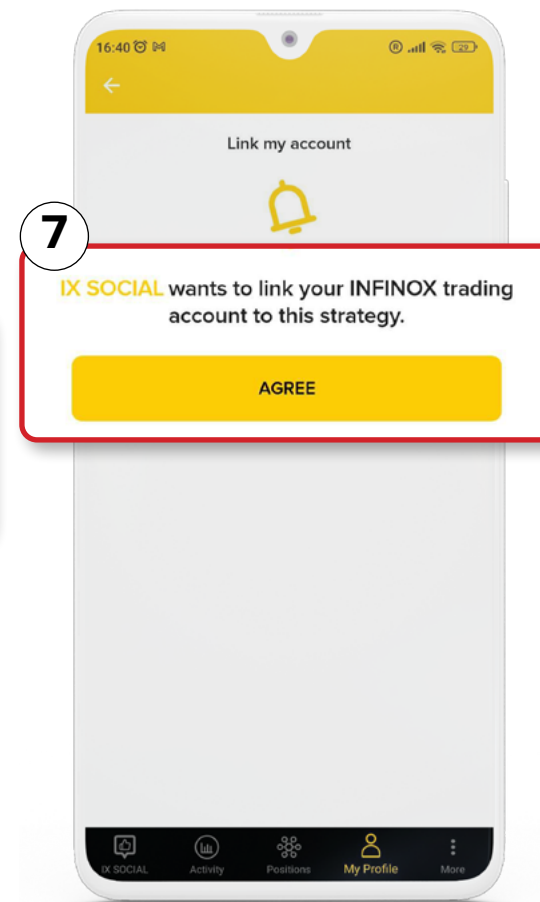 16:40
29
Link my account
7
IX SOCIAL wants to link your INFINOX trading
account to this strategy.
AGREE
IX SOCIAL Activity Positions My Profile More